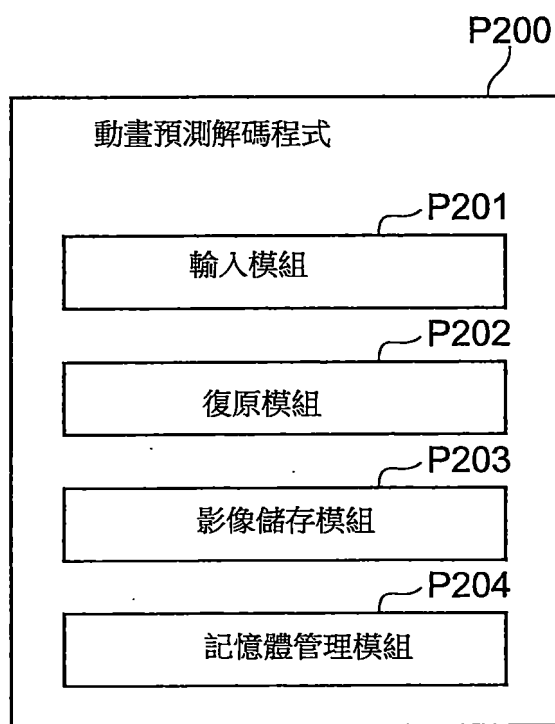 P200
動畫預測解碼程式
P201
輸入模組
P202
復原模組
P203
影像儲存模組
P204
記憶體管理模組